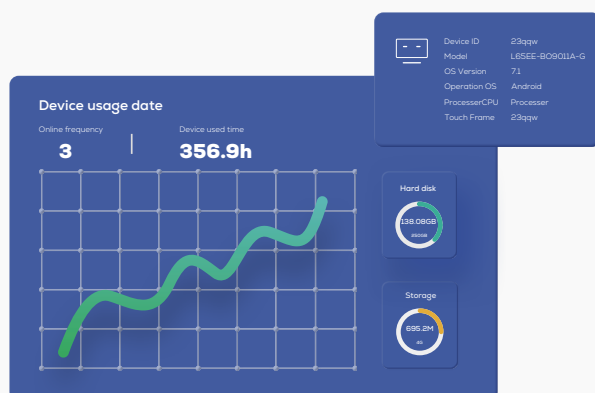 Device ID 23qqw
Model L65EE-BO9011A-G
OS Version 7.1
Operation OS Android
ProcesserCPU Processer
Touch Frame 23qqw
Device usage date
Online frequency Device used time
3 356.9h
Hard disk
138.08GB
250GB
Storage
695.2M
4G